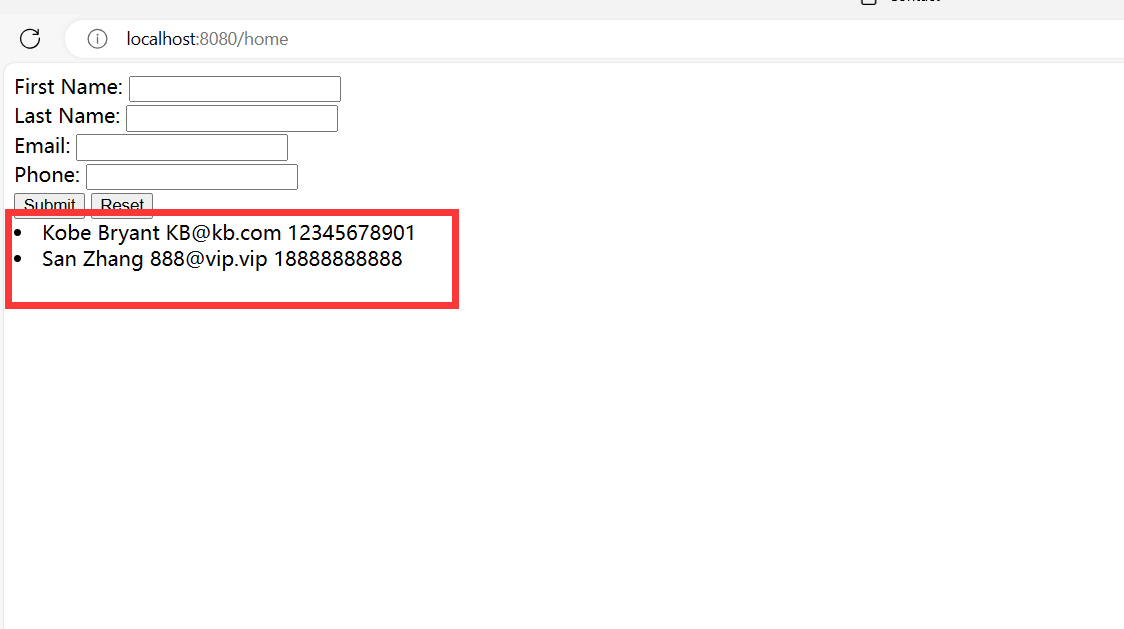 localhost:8080/home
First Name:
Last Name:
Email:
Phone:
Submit Reset
Kobe Bryant KB@kb.com 12345678901
San Zhang 888@vip.vip 18888888888